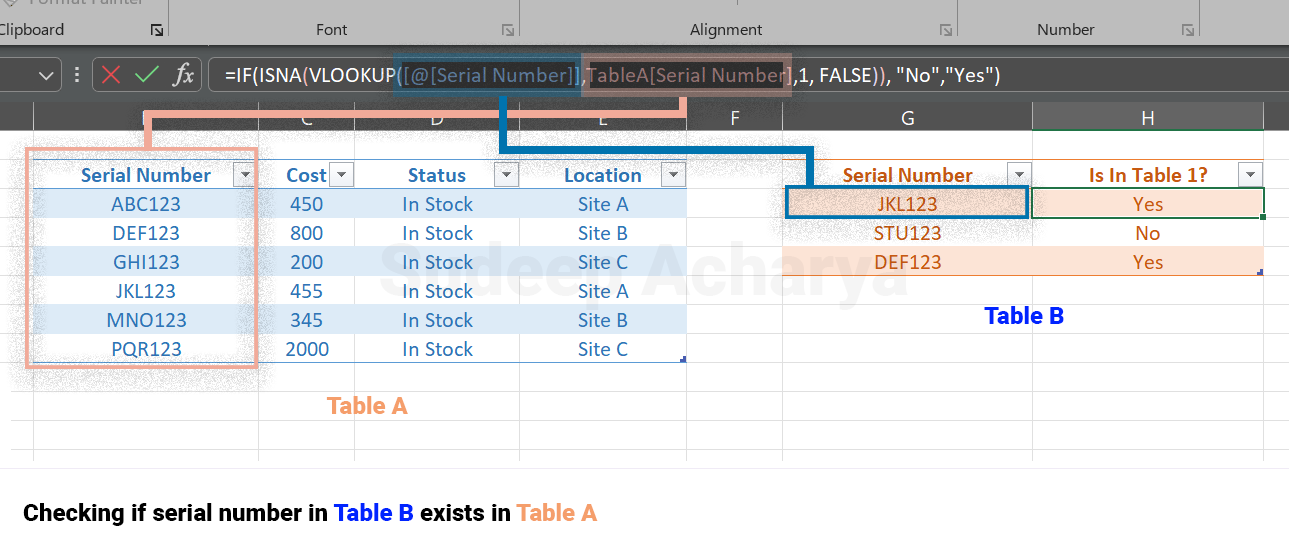 Format Painter
Clipboard Font Alignment Number
fx =IF(ISNA(VLOOKUP([@[Serial Number]],TableA[Serial Number],1, FALSE)), "No","Yes")
C D E F G H
Serial Number Cost Status Location Serial Number Is In Table 1?
ABC123 450 In Stock Site A JKL123 Yes
DEF123 800 In Stock Site B STU123 No
GHI123 200 In Stock Site C DEF123 Yes
Sudeep Acharya
JKL123 455 In Stock Site A
MNO123 345 In Stock Site B Table B
PQR123 2000 In Stock Site C
Table A
Checking if serial number in Table B exists in Table A